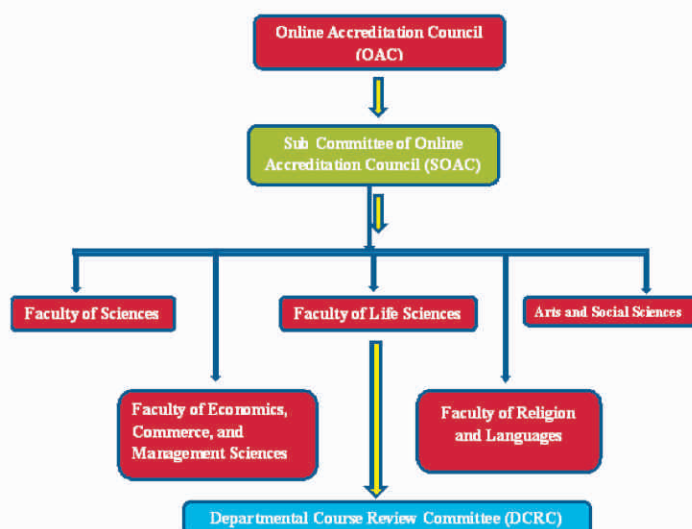 Online Accreditation Council
(OAC)
Sub Committee of Online
Accreditation Council (SOAC)
Faculty of Sciences
Faculty of Life Sciences
Arts and Social Sciences
Faculty of Economics,
Commerce, and
Management Sciences
Faculty of Religion
and Languages
Departmental Course Review Committee (DCRC)